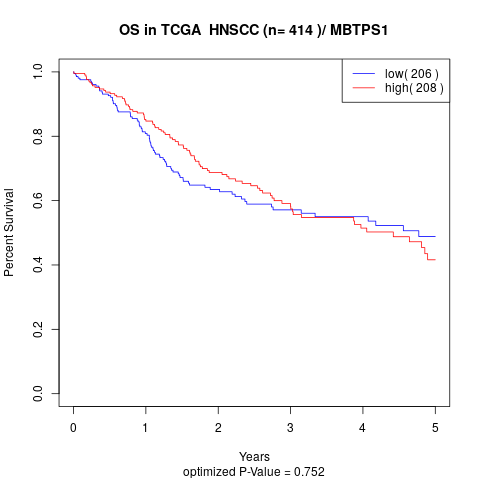 OS in TCGA  HNSCC (n= 414 )/ MBTPS1
low( 206 )
high( 208 )
Percent Survival
1.0
0.8
0.6
0.4
0.2
0.0
0 1 2 3 4 5
Years
optimized P-Value = 0.752